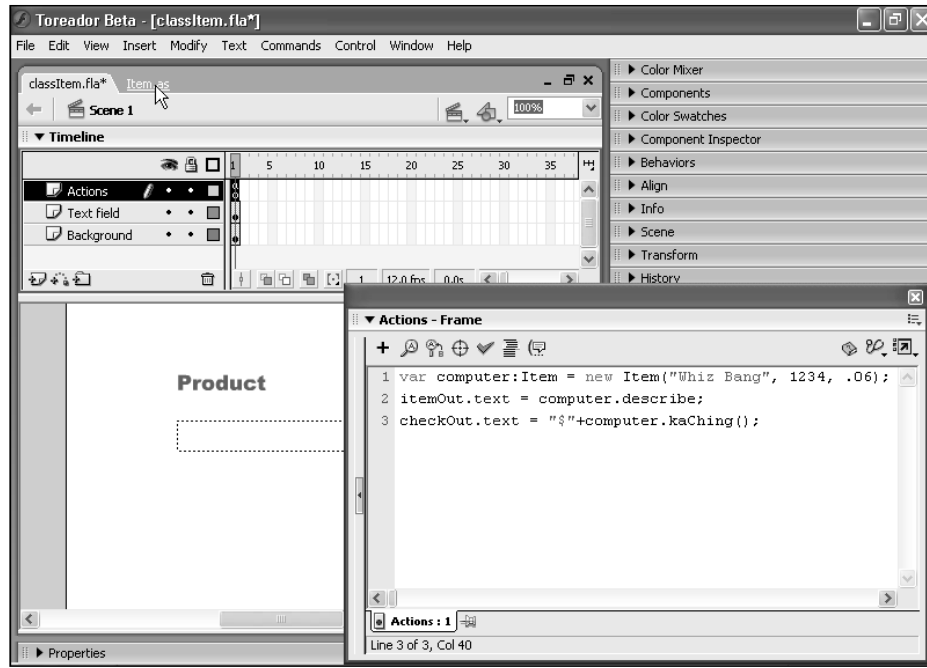 Toreador Beta - [classItem.fla*]
File Edit View Insert Modify Text Commands Control Window Help
classItem.fla* Item.as
Scene 1 100%
Timeline
1 5 10 15 20 25 30 35
Actions
Text field
Background
1 12.0 fps 0.0s
Color Mixer
Components
Color Swatches
Component Inspector
Behaviors
Align
Info
Scene
Transform
History
Product
Actions - Frame
1 var computer:Item = new Item("Whiz Bang", 1234, .06);
2 itemOut.text = computer.describe;
3 checkOut.text = "$"+computer.kaChing();
Actions : 1
Line 3 of 3, Col 40
Properties